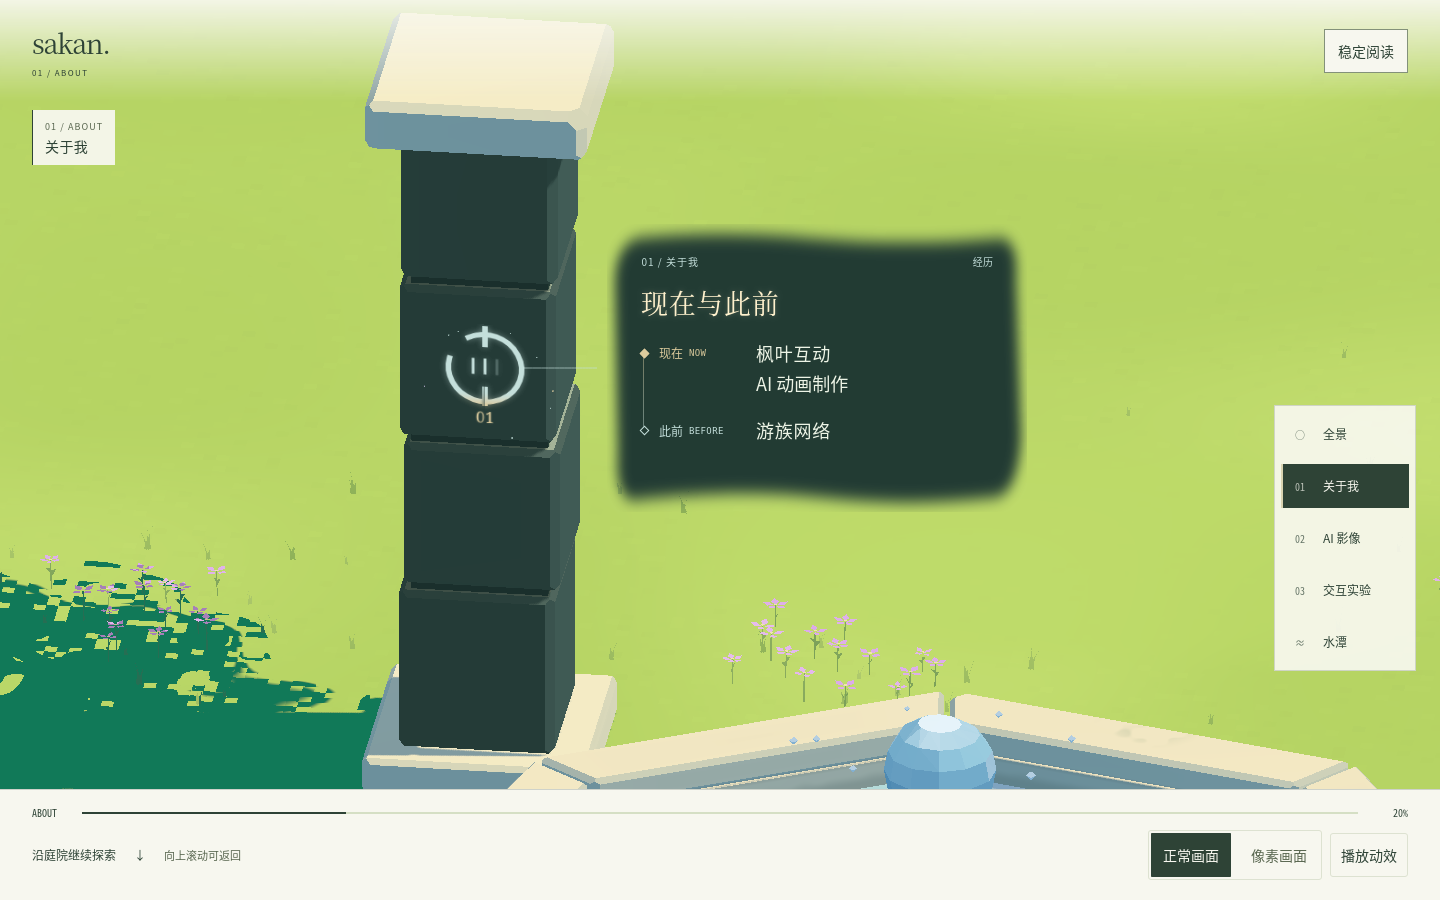 sakan.
01 / ABOUT
稳定阅读
01 / ABOUT
关于我
01 / 关于我
经历
现在与此前
现在 NOW
枫叶互动
AI 动画制作
此前 BEFORE
游族网络
01
全景
01 关于我
02 AI 影像
03 交互实验
≈ 水潭
ABOUT
20%
沿庭院继续探索 ↓ 向上滚动可返回
正常画面
像素画面
播放动效